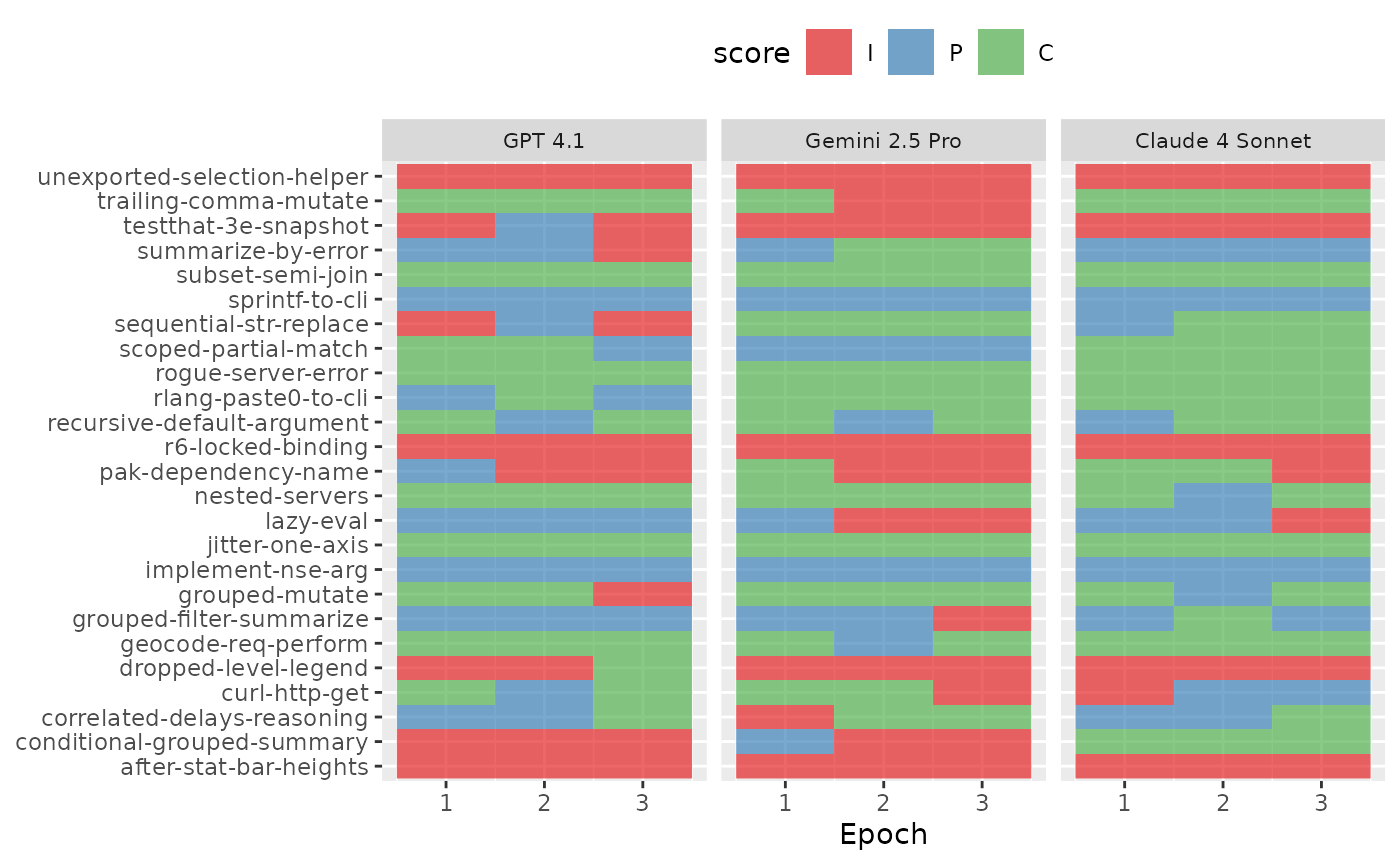 score I P C
GPT 4.1 Gemini 2.5 Pro Claude 4 Sonnet
unexported-selection-helper
trailing-comma-mutate
testthat-3e-snapshot
summarize-by-error
subset-semi-join
sprintf-to-cli
sequential-str-replace
scoped-partial-match
rogue-server-error
rlang-paste0-to-cli
recursive-default-argument
r6-locked-binding
pak-dependency-name
nested-servers
lazy-eval
jitter-one-axis
implement-nse-arg
grouped-mutate
grouped-filter-summarize
geocode-req-perform
dropped-level-legend
curl-http-get
correlated-delays-reasoning
conditional-grouped-summary
after-stat-bar-heights
1 2 3 1 2 3 1 2 3
Epoch